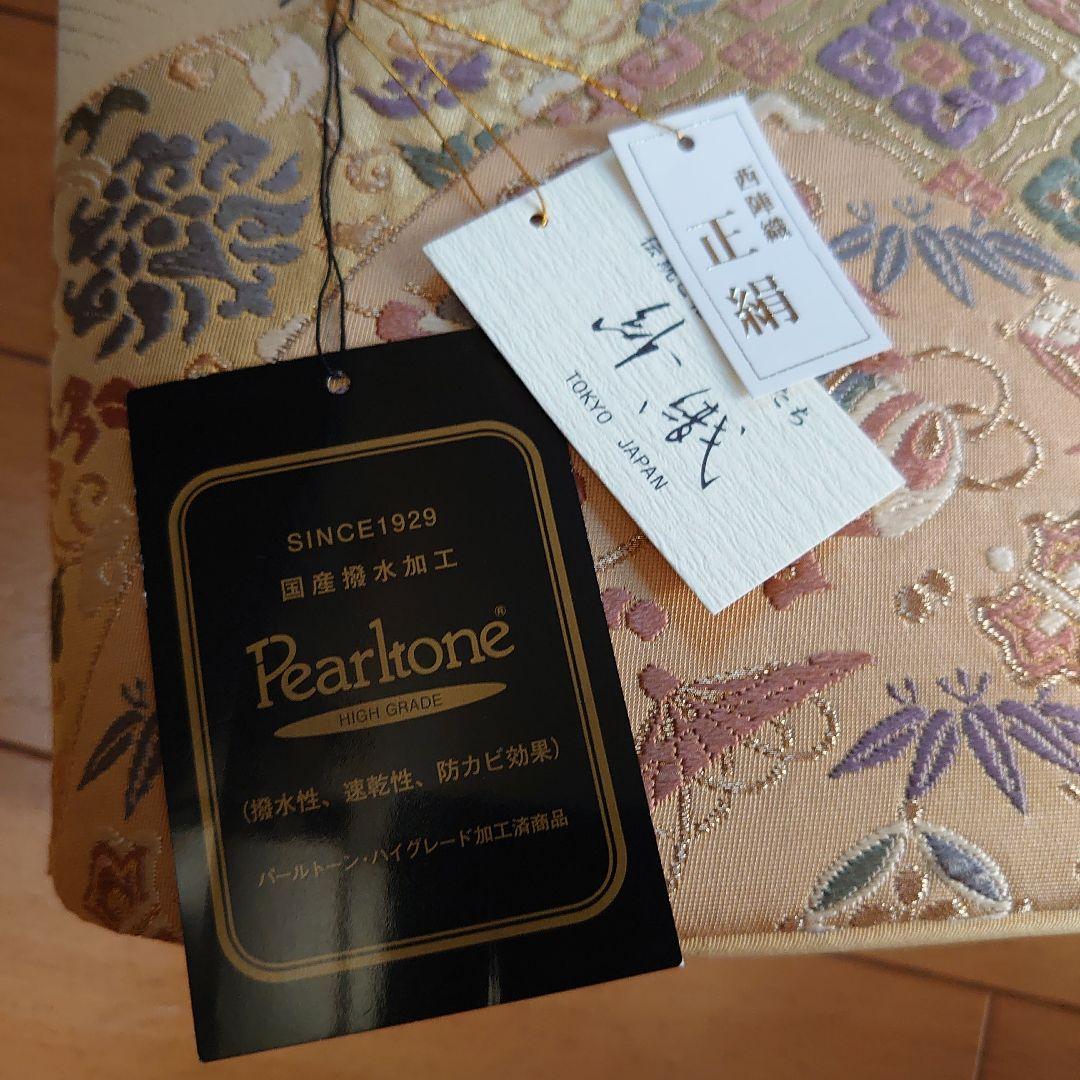 SINCE1929
国産撥水加工
Pearltone®
HIGH GRADE
(撥水性、速乾性、防カビ効果)
パールトーン・ハイグレード加工済商品
西陣織
正絹
TOKYO JAPAN
たち